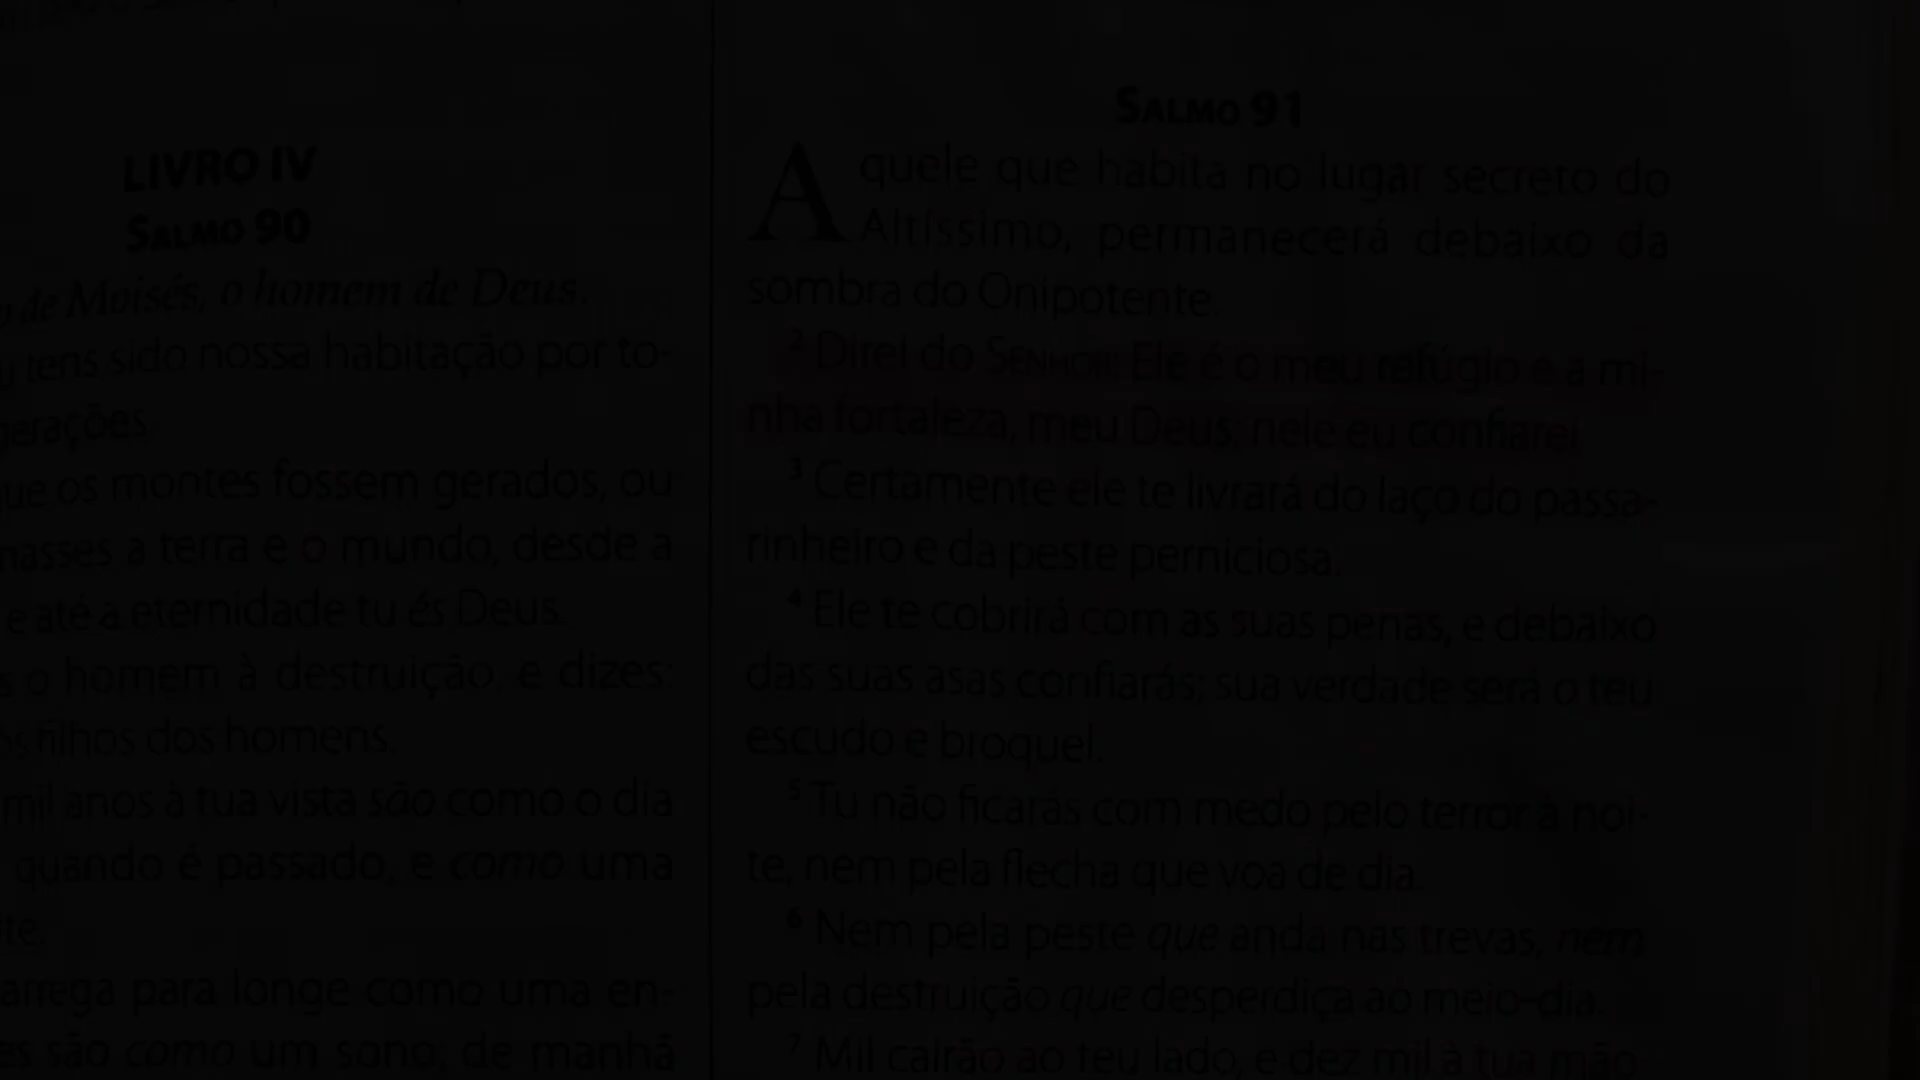 LIVRO IV
SALMO 90
de Moisés, o homem de Deus.
tens sido nossa habitação por to-
gerações.
que os montes fossem gerados, ou
masses a terra e o mundo, desde a
e até a eternidade tu és Deus.
o homem à destruição, e dizes:
filhos dos homens.
mil anos à tua vista são como o dia
quando é passado, e como uma
ite.
arrega para longe como uma en-
es são como um sono; de manhã
SALMO 91
Aquele que habita no lugar secreto do
Altíssimo, permanecerá debaixo da
sombra do Onipotente.
2 Direi do SENHOR: Ele é o meu refúgio e a mi-
nha fortaleza, meu Deus; nele eu confiarei.
3 Certamente ele te livrará do laço do passa-
rinheiro e da peste perniciosa.
4 Ele te cobrirá com as suas penas, e debaixo
das suas asas confiarás; sua verdade será o teu
escudo e broquel.
5 Tu não ficarás com medo pelo terror à noi-
te, nem pela flecha que voa de dia.
6 Nem pela peste que anda nas trevas, nem
pela destruição que desperdiça ao meio-dia.
7 Mil cairão ao teu lado, e dez mil à tua mão